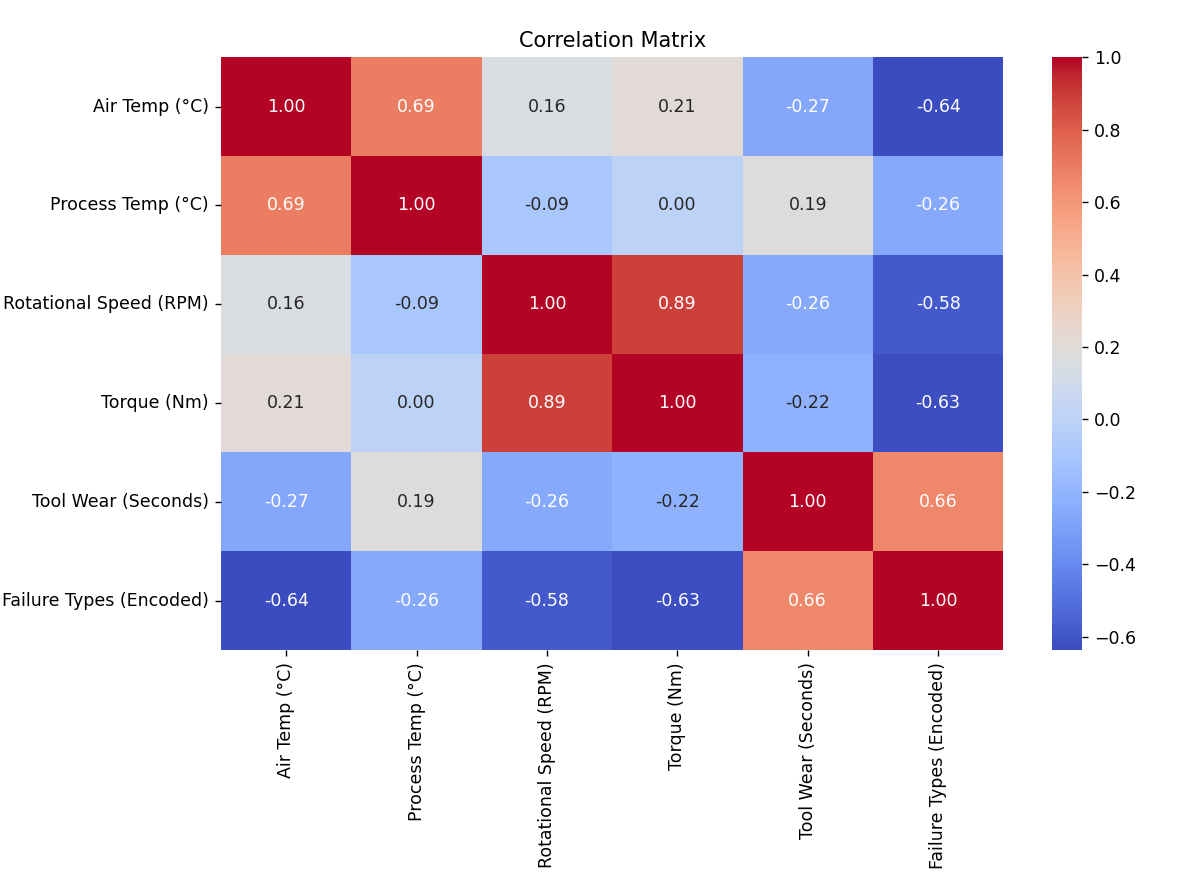 Correlation Matrix
Air Temp (°C) 1.00 0.69 0.16 0.21 -0.27 -0.64
Process Temp (°C) 0.69 1.00 -0.09 0.00 0.19 -0.26
Rotational Speed (RPM) 0.16 -0.09 1.00 0.89 -0.26 -0.58
Torque (Nm) 0.21 0.00 0.89 1.00 -0.22 -0.63
Tool Wear (Seconds) -0.27 0.19 -0.26 -0.22 1.00 0.66
Failure Types (Encoded) -0.64 -0.26 -0.58 -0.63 0.66 1.00
Air Temp (°C)
Process Temp (°C)
Rotational Speed (RPM)
Torque (Nm)
Tool Wear (Seconds)
Failure Types (Encoded)
1.0
0.8
0.6
0.4
0.2
0.0
−0.2
−0.4
−0.6